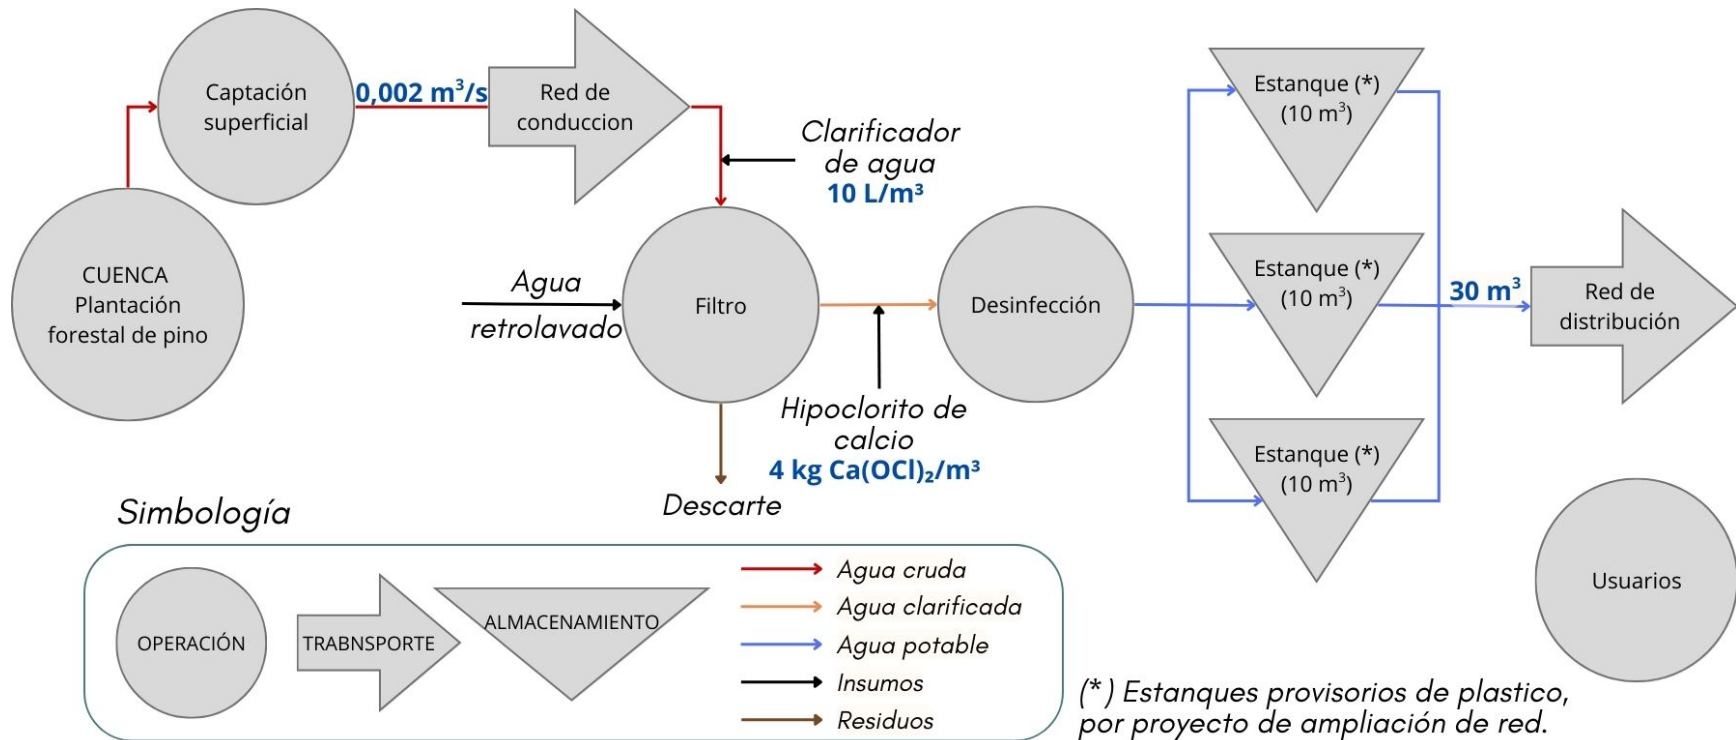 Captación
superficial
0,002 m³/s
Red de
conduccion
CUENCA
Plantación
forestal de pino
Clarificador
de agua
10 L/m³
Agua
retrolavado
Filtro
Descarte
Hipoclorito de
calcio
4 kg Ca(OCl)₂/m³
Desinfección
Estanque (*)
(10 m³)
Estanque (*)
(10 m³)
Estanque (*)
(10 m³)
30 m³
Red de
distribución
Usuarios
Simbología
OPERACIÓN
TRABNSPORTE
ALMACENAMIENTO
Agua cruda
Agua clarificada
Agua potable
Insumos
Residuos
(*) Estanques provisorios de plastico,
por proyecto de ampliación de red.